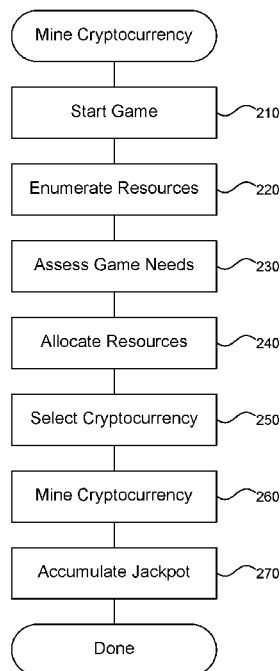 Mine Cryptocurrency
Start Game 210
Enumerate Resources 220
Assess Game Needs 230
Allocate Resources 240
Select Cryptocurrency 250
Mine Cryptocurrency 260
Accumulate Jackpot 270
Done